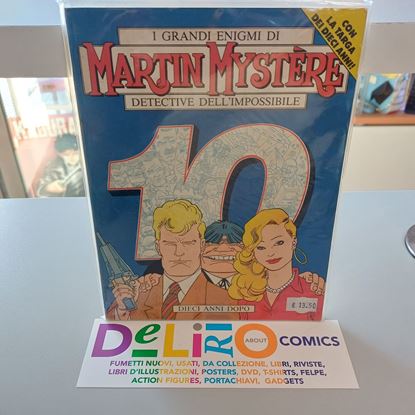 I GRANDI ENIGMI DI
MARTIN MYSTÈRE
DETECTIVE DELL'IMPOSSIBILE
CON
LA TARGA
DEI DIECI ANNI!
10
DIECI ANNI DOPO
€ 13,50
DeLiRiO ABOUT COMICS
FUMETTI NUOVI, USATI, DA COLLEZIONE, LIBRI, RIVISTE,
LIBRI D'ILLUSTRAZIONI, POSTERS, DVD, T-SHIRTS, FELPE,
ACTION FIGURES, PORTACHIAVI, GADGETS